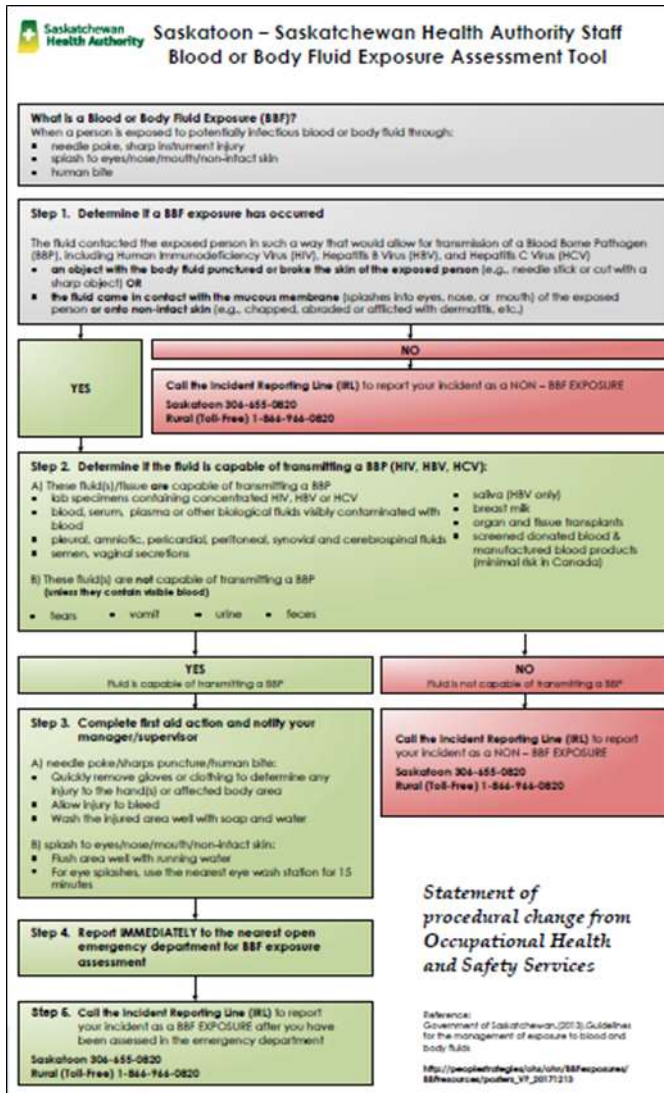 Saskatchewan
Health Authority
Saskatoon – Saskatchewan Health Authority Staff
Blood or Body Fluid Exposure Assessment Tool
What is a Blood or Body Fluid Exposure (BBF)?
When a person is exposed to potentially infectious blood or body fluid through:
▪ needle poke, sharp instrument injury
▪ splash to eyes/nose/mouth/non-intact skin
▪ human bite
Step 1. Determine if a BBF exposure has occurred
The fluid contacted the exposed person in such a way that would allow for transmission of a Blood Borne Pathogen
(BBP), including Human Immunodeficiency Virus (HIV), Hepatitis B Virus (HBV), and Hepatitis C Virus (HCV)
▪ an object with the body fluid punctured or broke the skin of the exposed person (e.g., needle stick or cut with a
sharp object) OR
▪ the fluid came in contact with the mucous membrane (splashes into eyes, nose, or mouth) of the exposed
person or onto non-intact skin (e.g., chapped, abraded or afflicted with dermatitis, etc.)
YES
NO
Call the Incident Reporting Line (IRL) to report your incident as a NON – BBF EXPOSURE
Saskatoon 306-655-0820
Rural (Toll-Free) 1-866-966-0820
Step 2. Determine if the fluid is capable of transmitting a BBP (HIV, HBV, HCV):
A) These fluid(s)/tissue are capable of transmitting a BBP
▪ lab specimens containing concentrated HIV, HBV or HCV
▪ blood, serum, plasma or other biological fluids visibly contaminated with
blood
▪ pleural, amniotic, pericardial, peritoneal, synovial and cerebrospinal fluids
▪ semen, vaginal secretions
▪ saliva (HBV only)
▪ breast milk
▪ organ and tissue transplants
▪ screened donated blood &
manufactured blood products
(minimal risk in Canada)
B) These fluid(s) are not capable of transmitting a BBP
(unless they contain visible blood)
▪ tears ▪ vomit ▪ urine ▪ feces
YES
Fluid is capable of transmitting a BBP
NO
Fluid is not capable of transmitting a BBP
Step 3. Complete first aid action and notify your
manager/supervisor
A) needle poke/sharps puncture/human bite:
▪ Quickly remove gloves or clothing to determine any
injury to the hand(s) or affected body area
▪ Allow injury to bleed
▪ Wash the injured area well with soap and water
B) splash to eyes/nose/mouth/non-intact skin:
▪ Flush area well with running water
▪ For eye splashes, use the nearest eye wash station for 15
minutes
Call the Incident Reporting Line (IRL) to report
your incident as a NON – BBF EXPOSURE
Saskatoon 306-655-0820
Rural (Toll-Free) 1-866-966-0820
Step 4. Report IMMEDIATELY to the nearest open
emergency department for BBF exposure
assessment
Step 5. Call the Incident Reporting Line (IRL) to report
your incident as a BBF EXPOSURE after you have
been assessed in the emergency department
Saskatoon 306-655-0820
Rural (Toll-Free) 1-866-966-0820
Statement of
procedural change from
Occupational Health
and Safety Services
Reference:
Government of Saskatchewan.(2013).Guidelines
for the management of exposure to blood and
body fluids
http://peoplestrategies/ohs/ohn/BBFexposures/
BBFresources/posters_V9_20171213